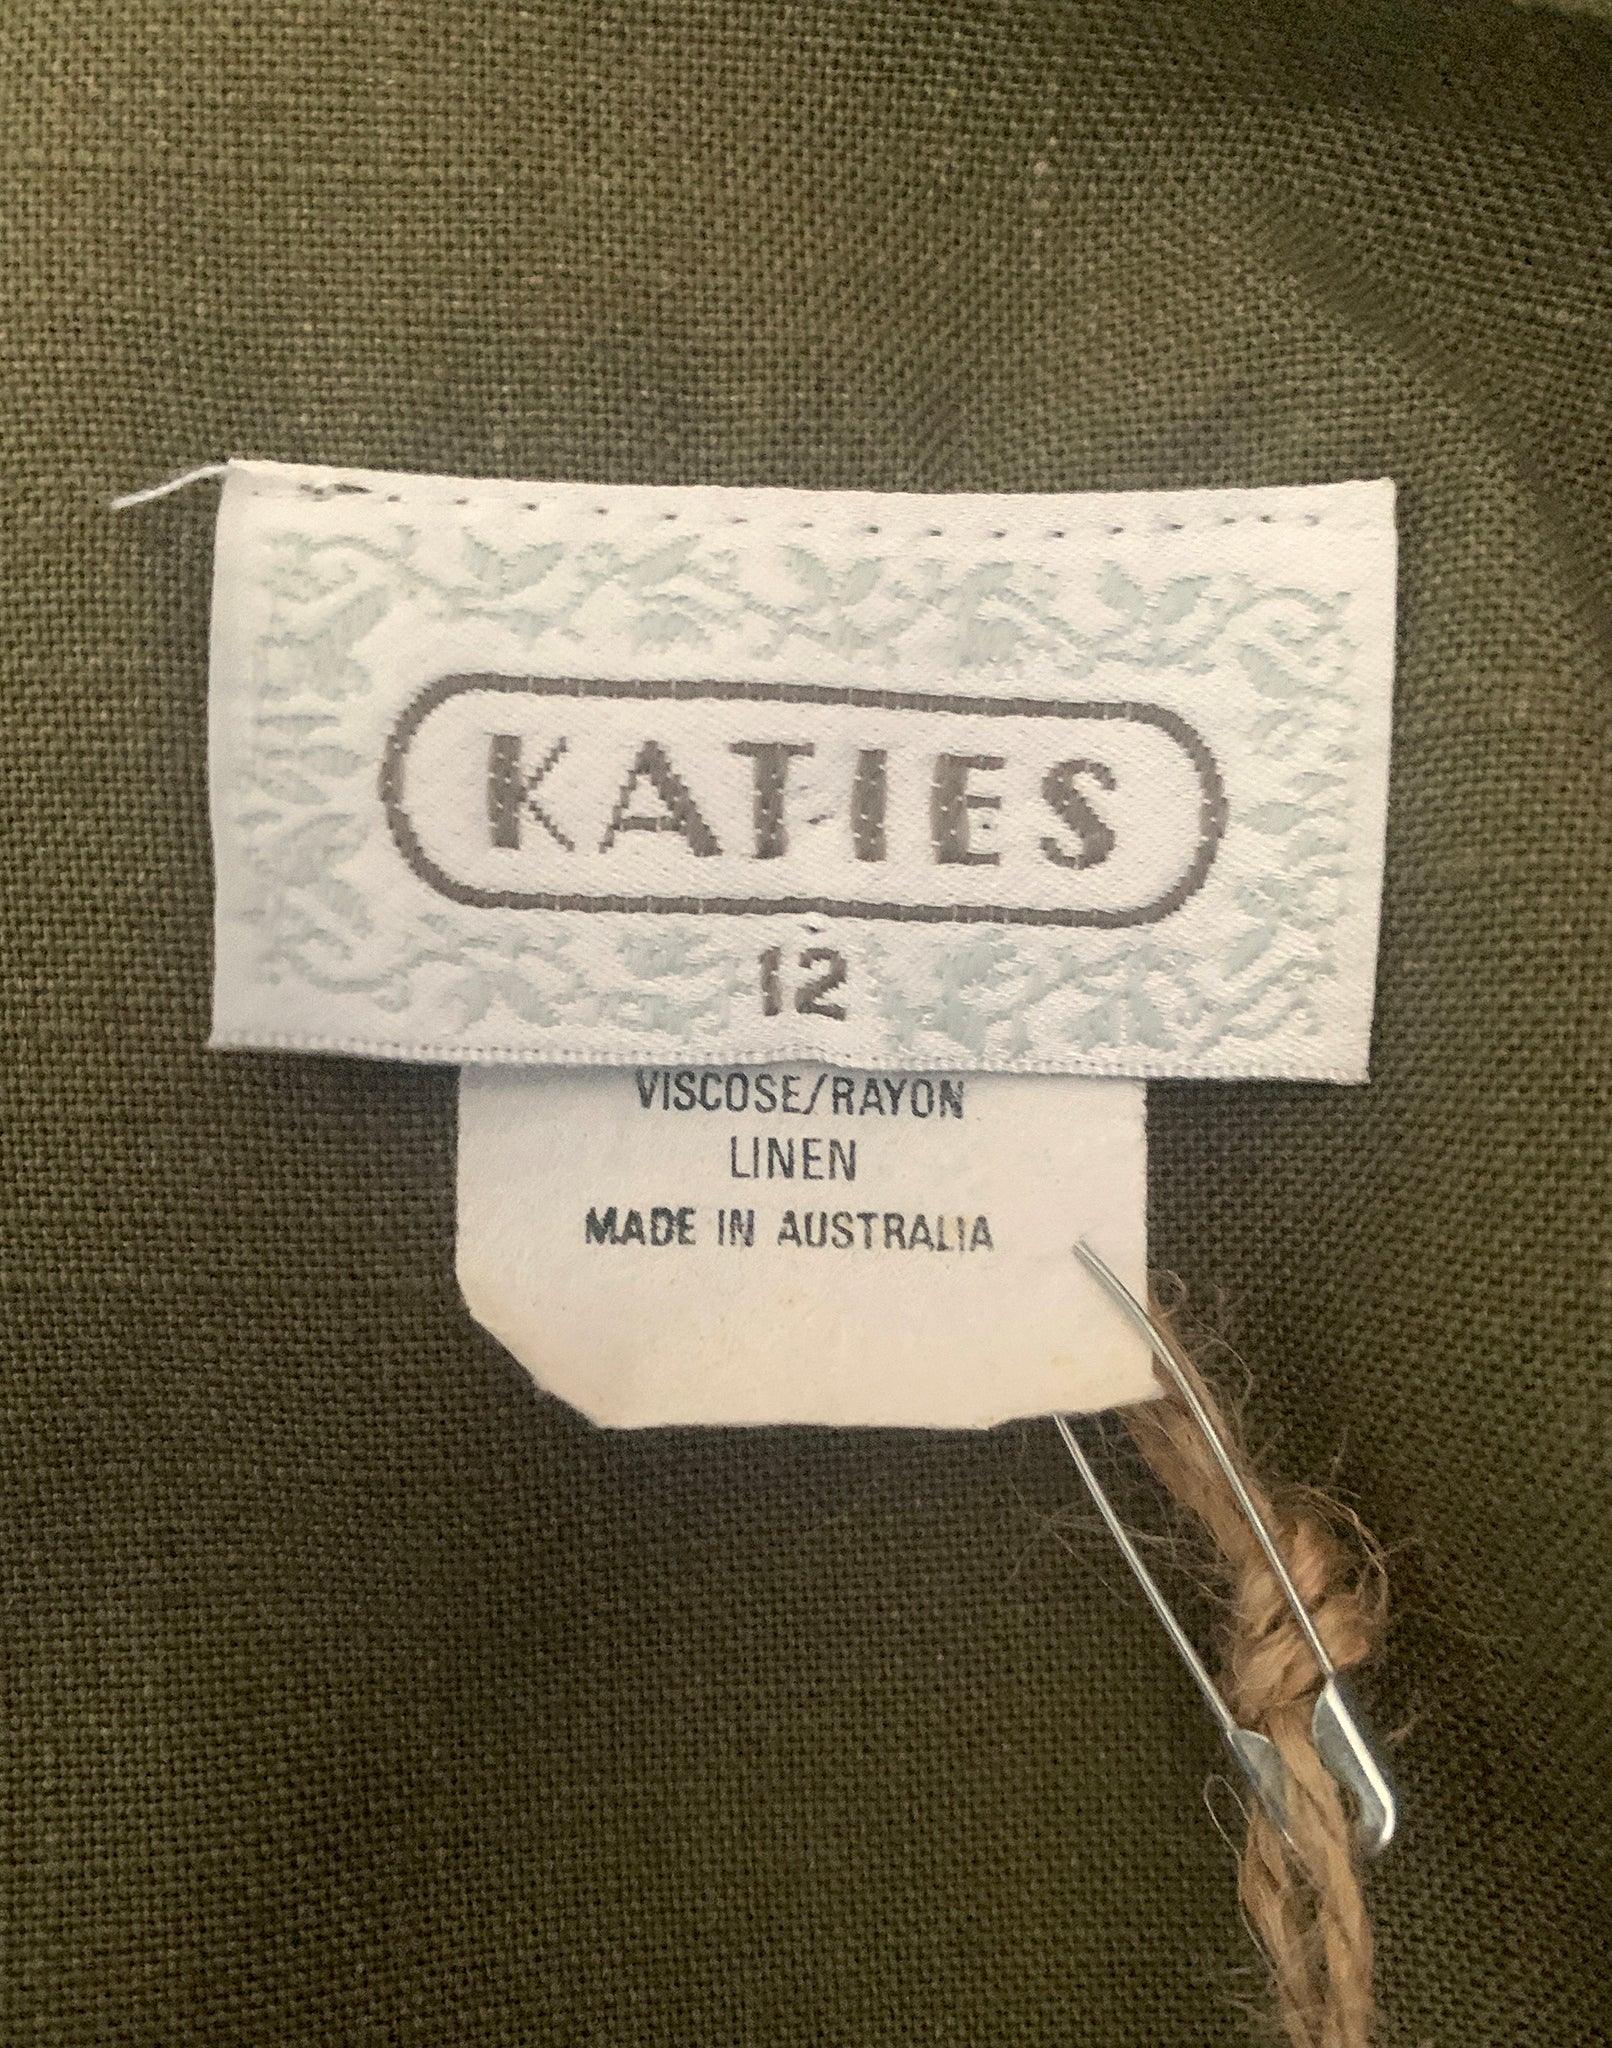 KATIES
12
VISCOSE/RAYON
LINEN
MADE IN AUSTRALIA